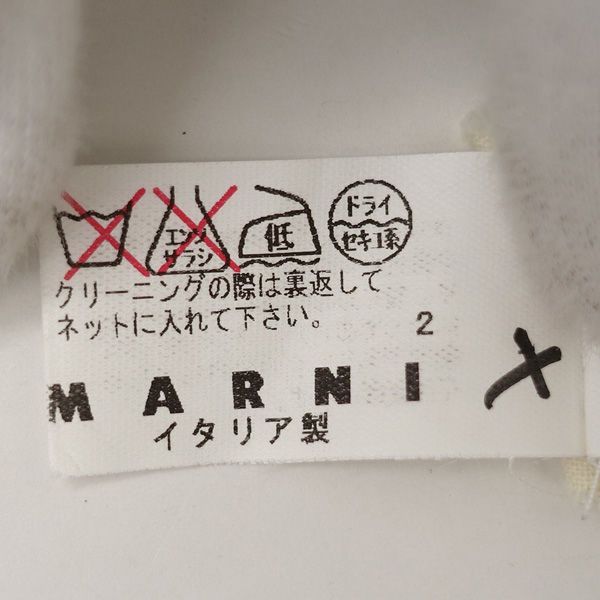 エンソ
サラシ
低
ドライ
セキユ系
クリーニングの際は裏返して
ネットに入れて下さい。
2
MARNI
イタリア製